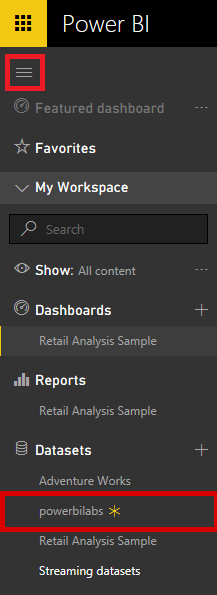 Power BI
Featured dashboard ...
Favorites
My Workspace
Search
Show: All content ...
Dashboards +
Retail Analysis Sample
Reports
Retail Analysis Sample
Datasets +
Adventure Works
powerbilabs
Retail Analysis Sample
Streaming datasets